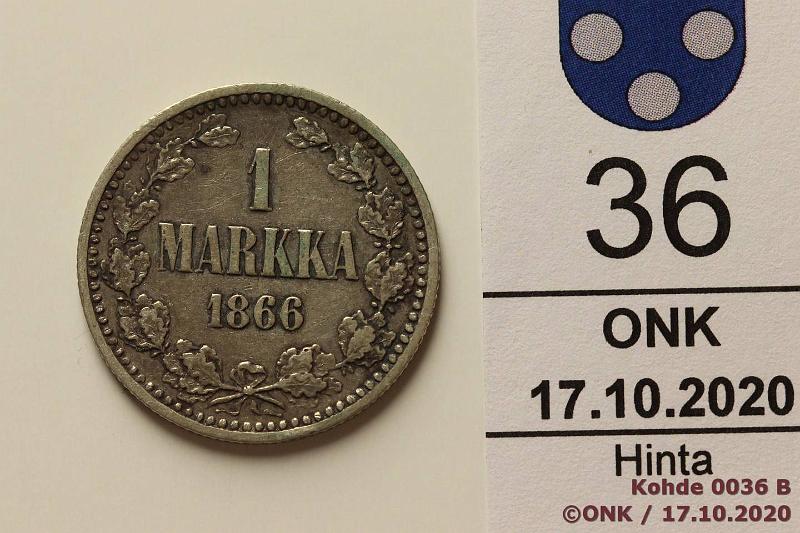 1
MARKKA
1866
S
36
ONK
17.10.2020
Hinta
Kohde 0036 B
©ONK / 17.10.2020